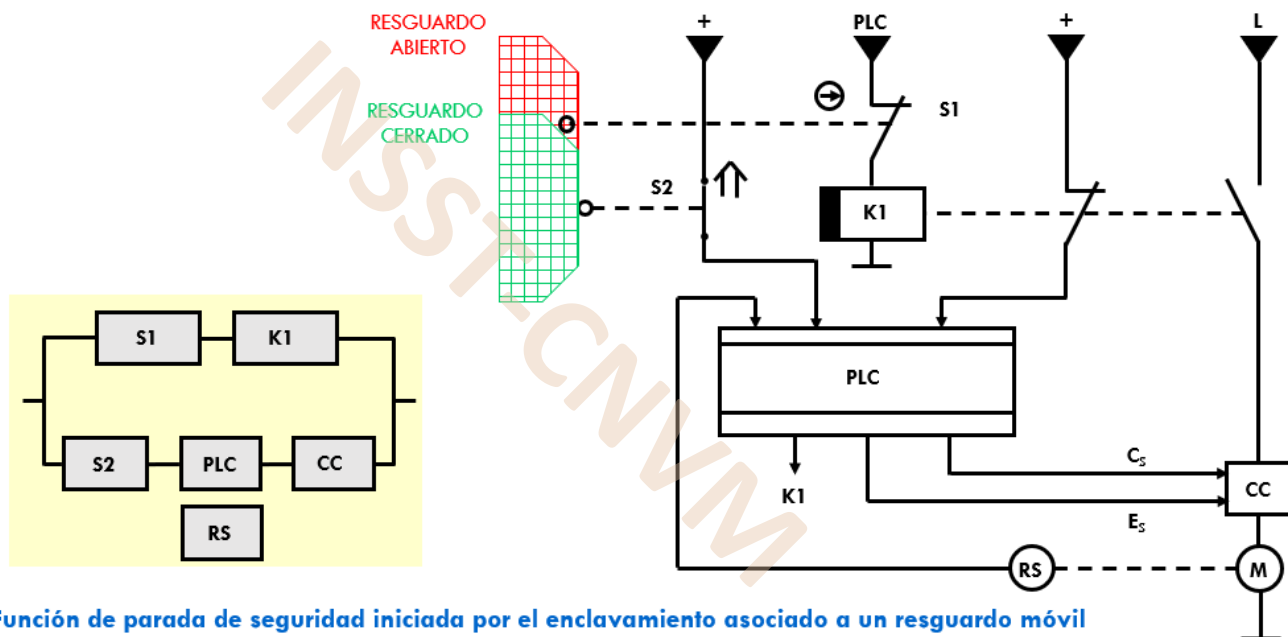 RESGUARDO
ABIERTO
RESGUARDO
CERRADO
+
PLC
+
L
S1
S2
K1
PLC
K1
CS
ES
CC
RS
M
S1
K1
S2
PLC
CC
RS
INSST-CNVM
Función de parada de seguridad iniciada por el enclavamiento asociado a un resguardo móvil